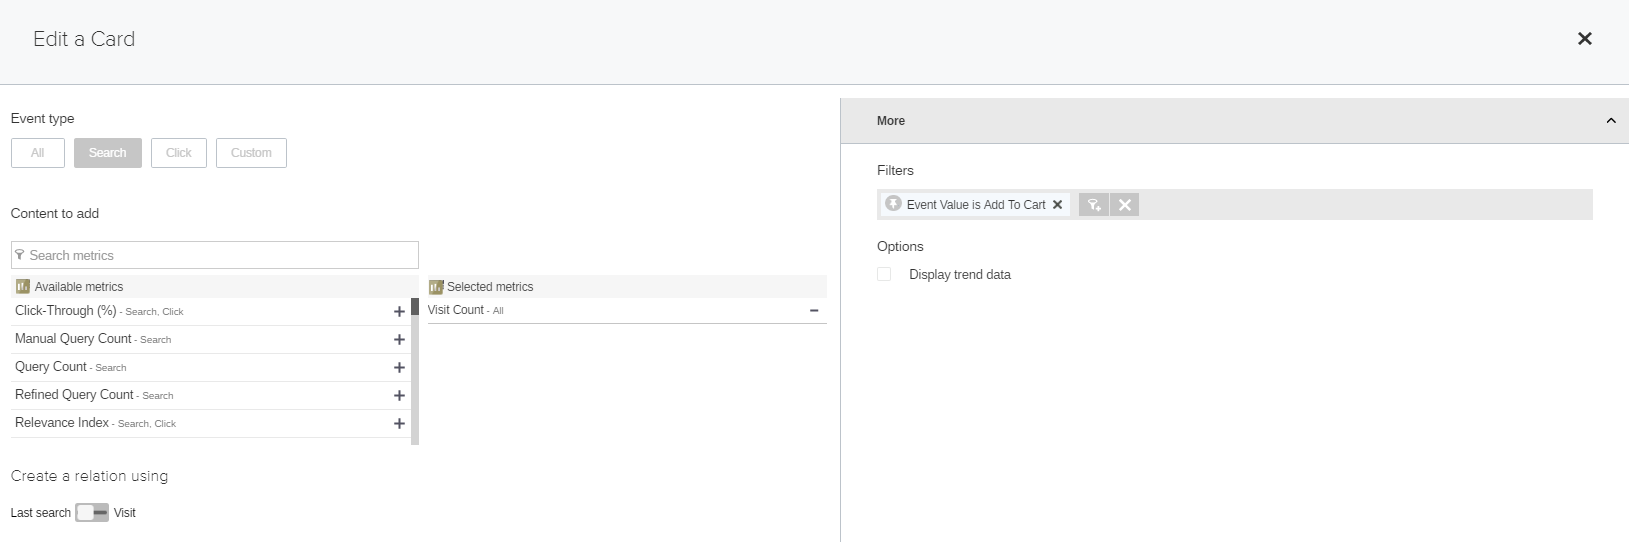 Edit a Card
Event type
All Search Click Custom
Content to add
Search metrics
Available metrics
Click-Through (%) - Search, Click
Manual Query Count - Search
Query Count - Search
Refined Query Count - Search
Relevance Index - Search, Click
Selected metrics
Visit Count - All
Create a relation using
Last search Visit
More
Filters
Event Value is Add To Cart
Options
Display trend data